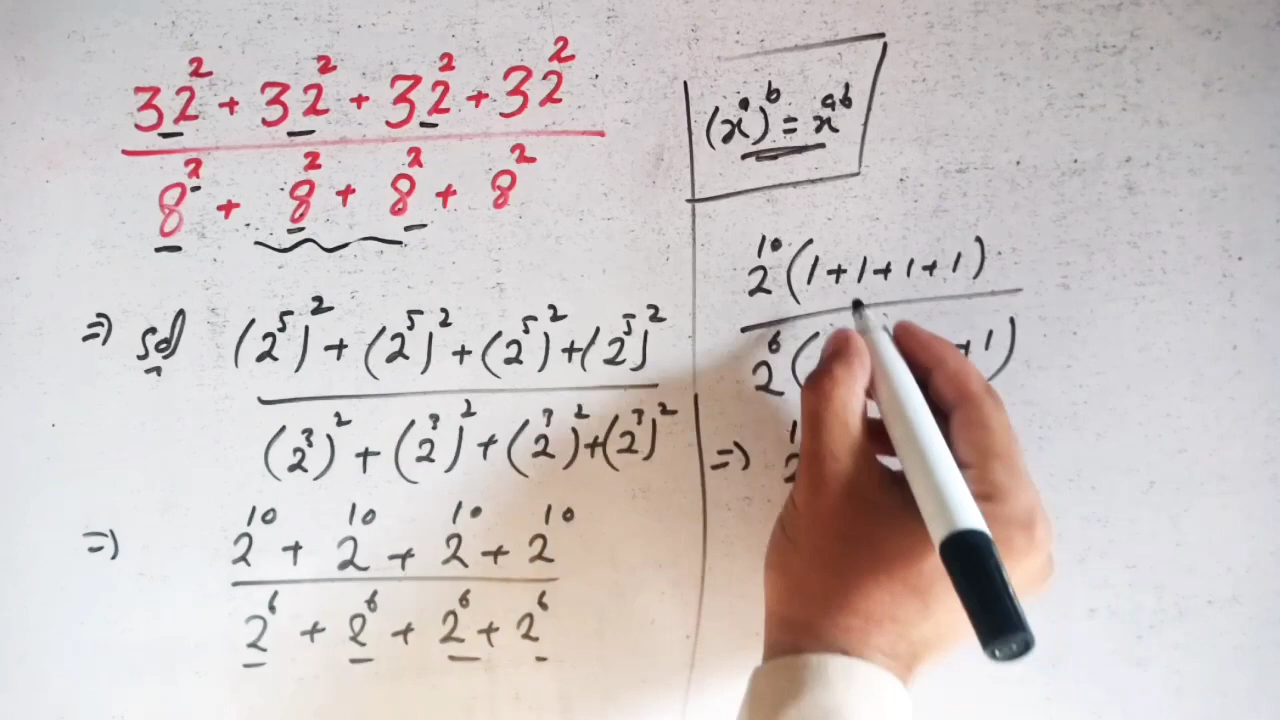 32² + 32² + 32² + 32²
8² + 8² + 8² + 8²
(xᵃ)ᵇ = xᵃᵇ
=) Sol (2⁵)² + (2⁵)² + (2⁵)² + (2⁵)²
(2³)² + (2³)² + (2³)² + (2³)²
=) 2¹⁰ + 2¹⁰ + 2¹⁰ + 2¹⁰
2⁶ + 2⁶ + 2⁶ + 2⁶
2¹⁰ (1+1+1+1)
2⁶ ( +1)
=)